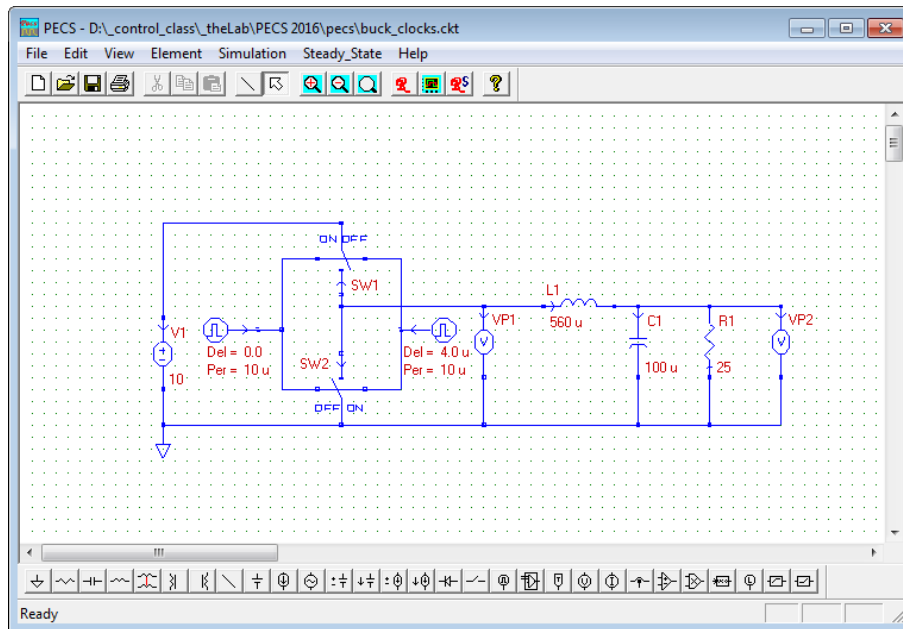 PECS - D:\_control_class\_theLab\PECS 2016\pecs\buck_clocks.ckt
File Edit View Element Simulation Steady_State Help
ON OFF
SW1
L1
V1
VP1
560 u
C1
R1
VP2
Del = 0.0
SW2
Del = 4.0 u
Per = 10 u
Per = 10 u
10
100 u
25
OFF ON
Ready